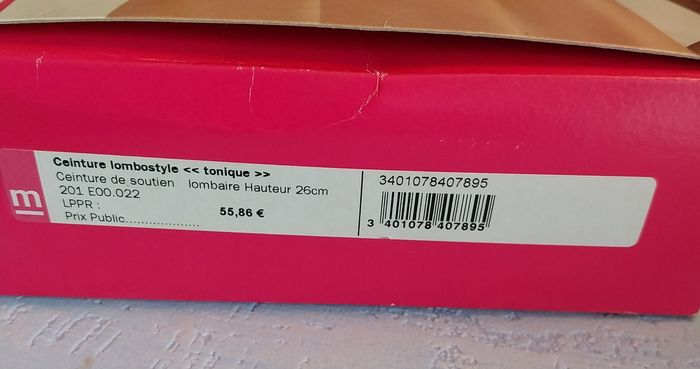 Ceinture lombostyle << tonique >>
Ceinture de soutien lombaire Hauteur 26cm
201 E00.022
LPPR :
55,86 €
Prix Public...................
m
3401078407895
3 401078 407895